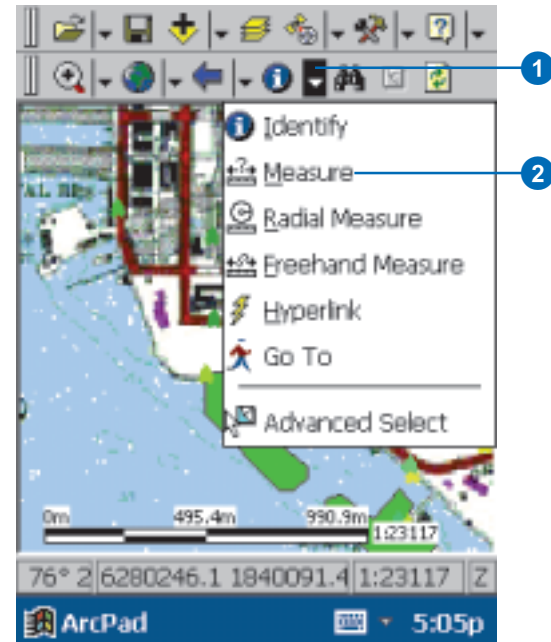 1
Identify
Measure
2
Radial Measure
Freehand Measure
Hyperlink
Go To
Advanced Select
0m 495.4m 990.9m
1:23117
76° 2 6280246.1 1840091.4 1:23117 Z
ArcPad 5:05p